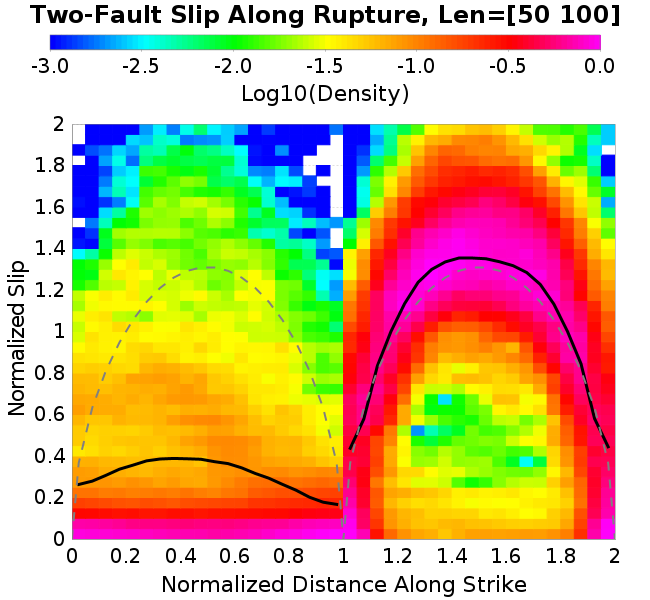 Two-Fault Slip Along Rupture, Len=[50 100]
-3.0 -2.5 -2.0 -1.5 -1.0 -0.5 0.0
Log10(Density)
2
1.8
1.6
1.4
1.2
1
0.8
0.6
0.4
0.2
0
Normalized Slip
0 0.2 0.4 0.6 0.8 1 1.2 1.4 1.6 1.8 2
Normalized Distance Along Strike